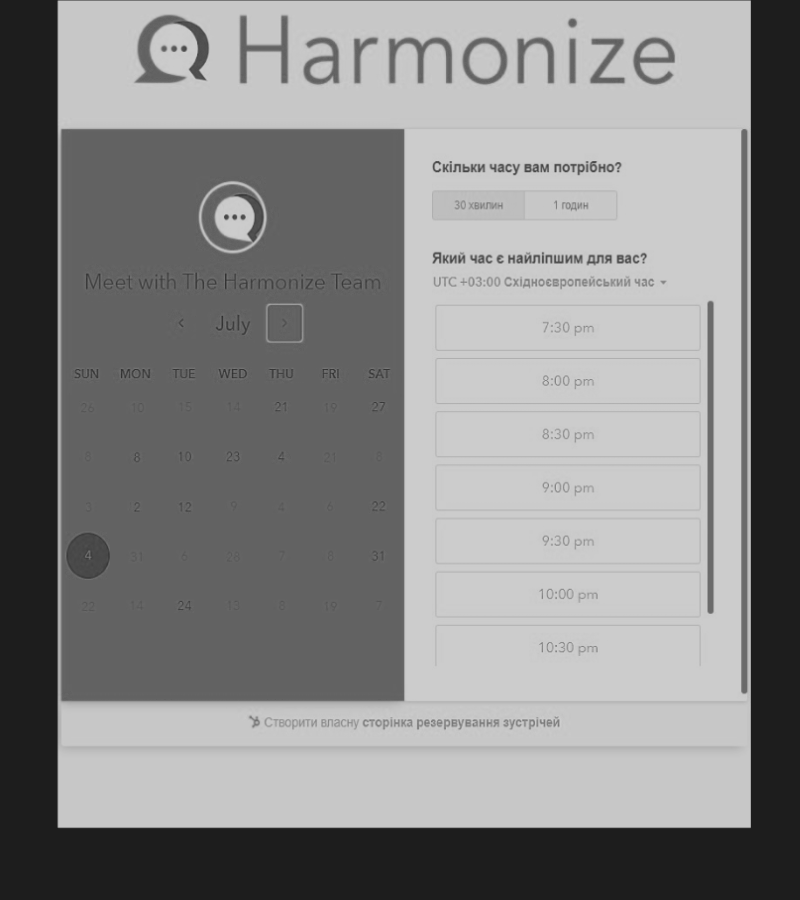 Harmonize
Meet with The Harmonize Team
July
SUN MON TUE WED THU FRI SAT
26 10 15 14 21 19 27
8 8 10 23 4 21 8
3 2 12 9 4 6 22
4 31 6 28 7 8 31
22 14 24 13 8 19 7
Скільки часу вам потрібно?
30 хвилин 1 годин
Який час є найліпшим для вас?
UTC +03:00 Східноєвропейський час
7:30 pm
8:00 pm
8:30 pm
9:00 pm
9:30 pm
10:00 pm
10:30 pm
Створити власну сторінка резервування зустрічей